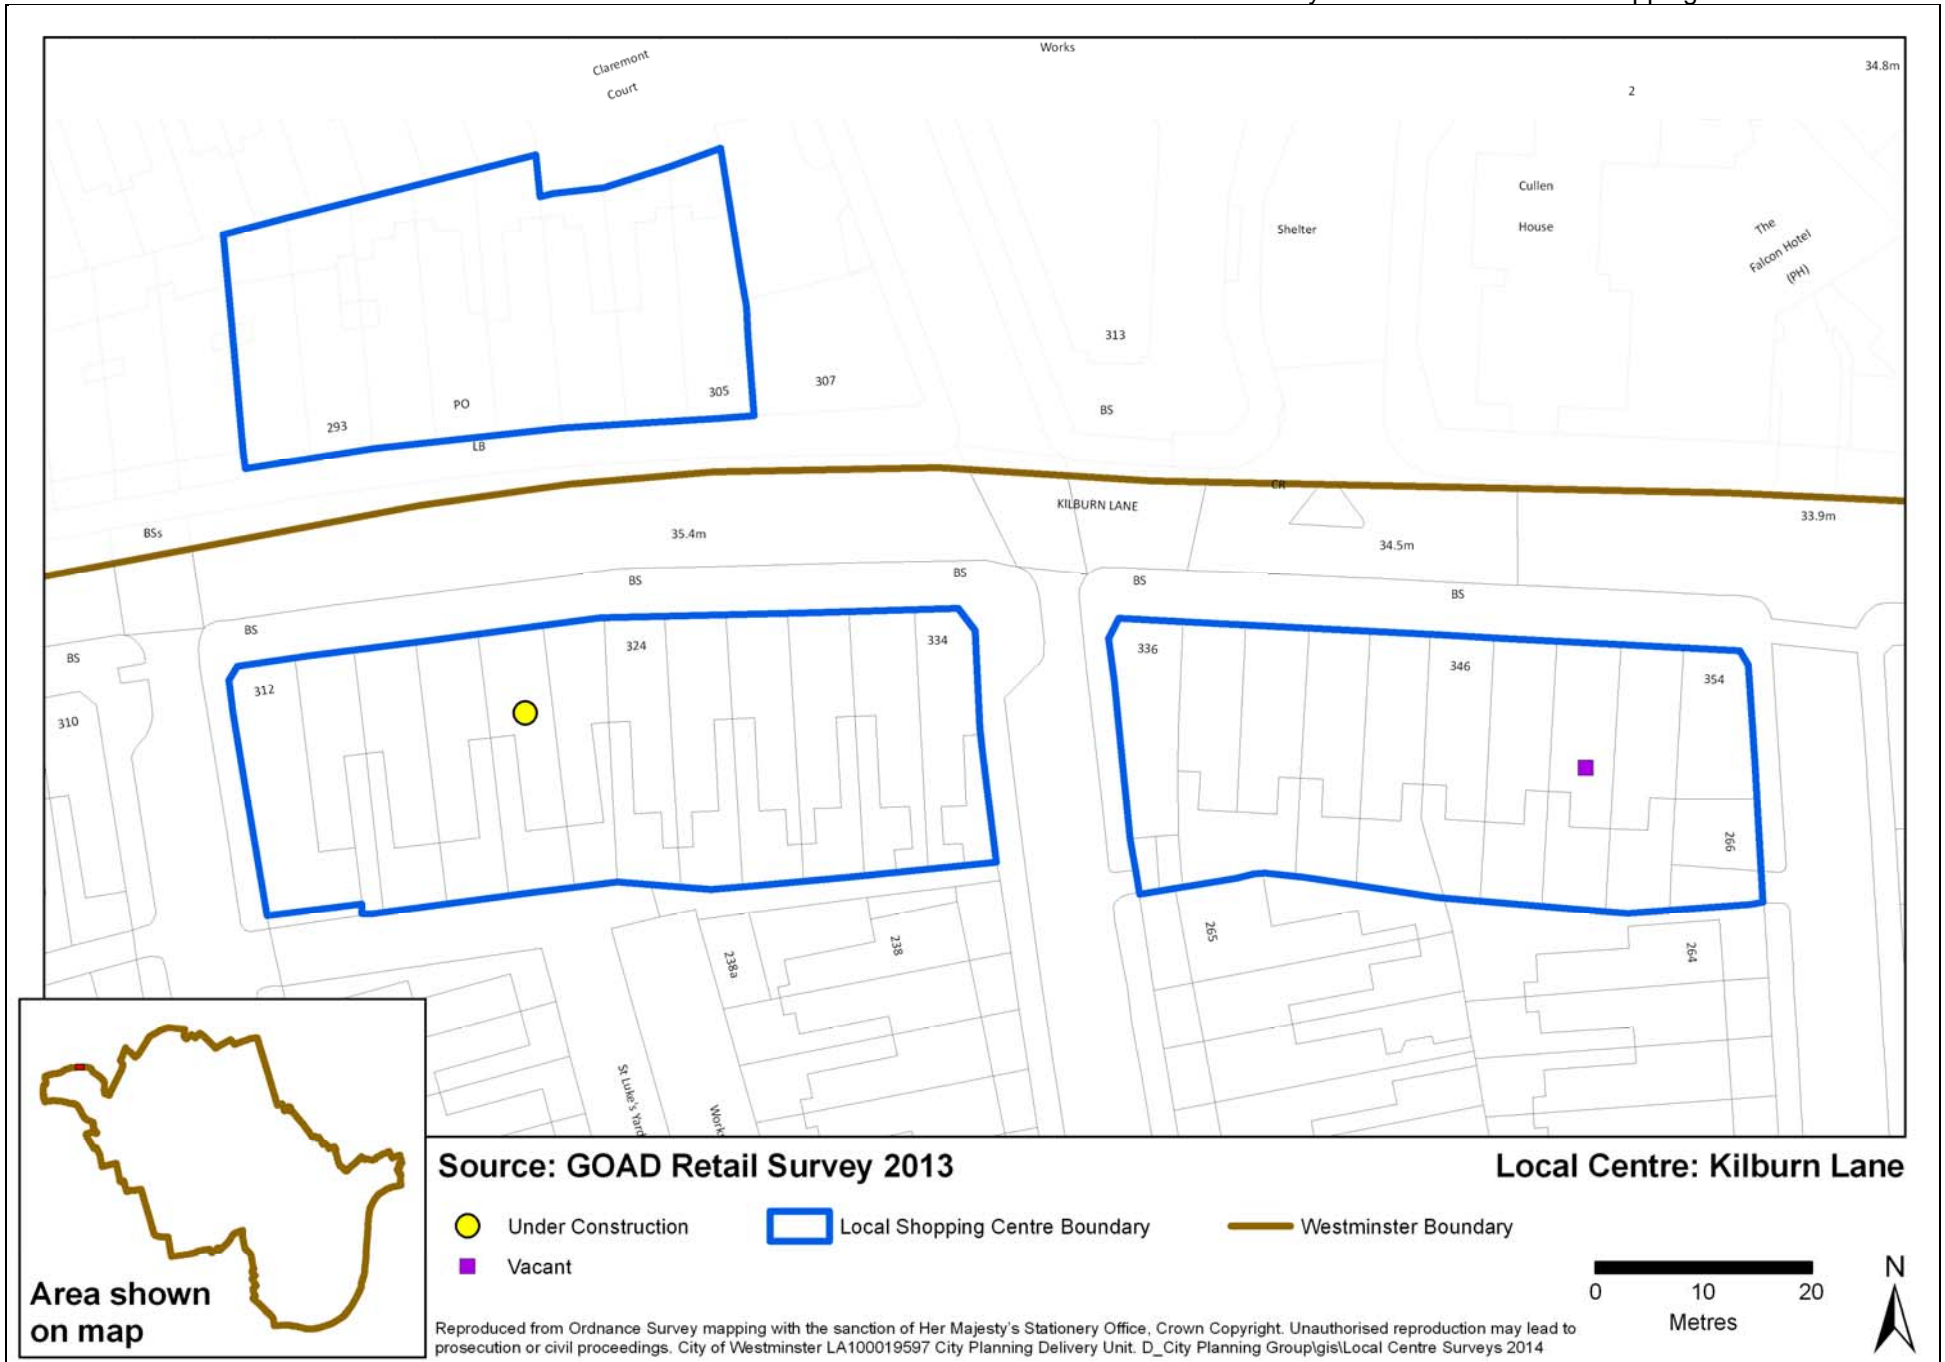 Works
34.8m
Claremont
Court
2
Cullen
House
Shelter
The
Falcon Hotel
(PH)
313
307
305
PO
293
LB
BS
CR
KILBURN LANE
33.9m
BSs
35.4m
34.5m
BS
BS
BS
BS
BS
BS
312
324
334
336
346
354
310
266
265
264
238
238a
St Luke's Yard
Area shown
on map
Source: GOAD Retail Survey 2013
Local Centre: Kilburn Lane
Under Construction
Local Shopping Centre Boundary
Westminster Boundary
Vacant
0 10 20
Metres
N
Reproduced from Ordnance Survey mapping with the sanction of Her Majesty's Stationery Office, Crown Copyright. Unauthorised reproduction may lead to
prosecution or civil proceedings. City of Westminster LA100019597 City Planning Delivery Unit. D_City Planning Group\gis\Local Centre Surveys 2014